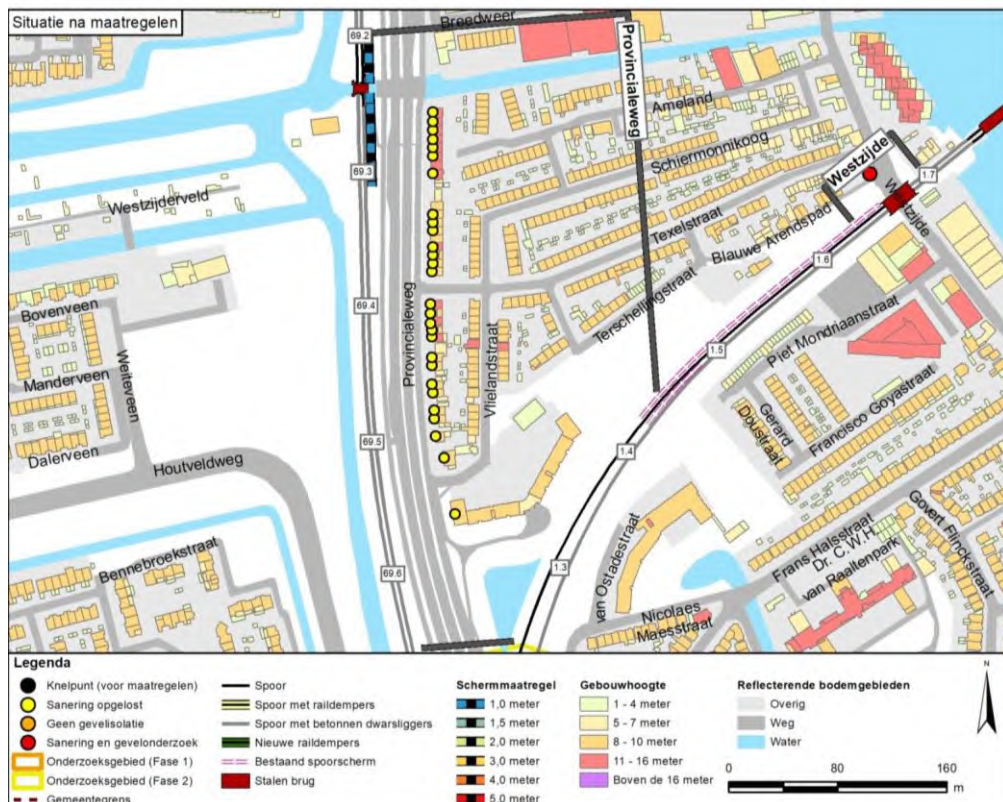 Situatie na maatregelen
Breedweer
69.2
Provincialeweg
Ameland
Schiermonnikoog
69.3
Westzijde
1.7
Westzijderveld
Westzijde
Texelstraat
Blauwe Arendspad
1.6
Terschellingstraat
69.4
Bovenveen
Provincialeweg
Weiteveen
Vlielandstraat
1.5
Piet Mondriaanstraat
Manderveen
Gerard
Doustraat
Francisco Goyastraat
69.5
1.4
Dalerveen
Houtveldweg
Govert Flinckstraat
Frans Halsstraat
Dr. C.W.H.
van Raaltenpark
Bennebroekstraat
69.6
1.3
van Ostadestraat
Nicolaes
Maesstraat
Legenda
Knelpunt (voor maatregelen)
Sanering opgelost
Geen gevelisolatie
Sanering en gevelonderzoek
Onderzoeksgebied (Fase 1)
Onderzoeksgebied (Fase 2)
Gemeentegrens
Spoor
Spoor met raildempers
Spoor met betonnen dwarsliggers
Nieuwe raildempers
Bestaand spoorscherm
Stalen brug
Schermmaatregel
1,0 meter
1,5 meter
2,0 meter
3,0 meter
4,0 meter
5,0 meter
Gebouwhoogte
1 - 4 meter
5 - 7 meter
8 - 10 meter
11 - 16 meter
Boven de 16 meter
Reflecterende bodemgebieden
Overig
Weg
Water
N
0 80 160
m